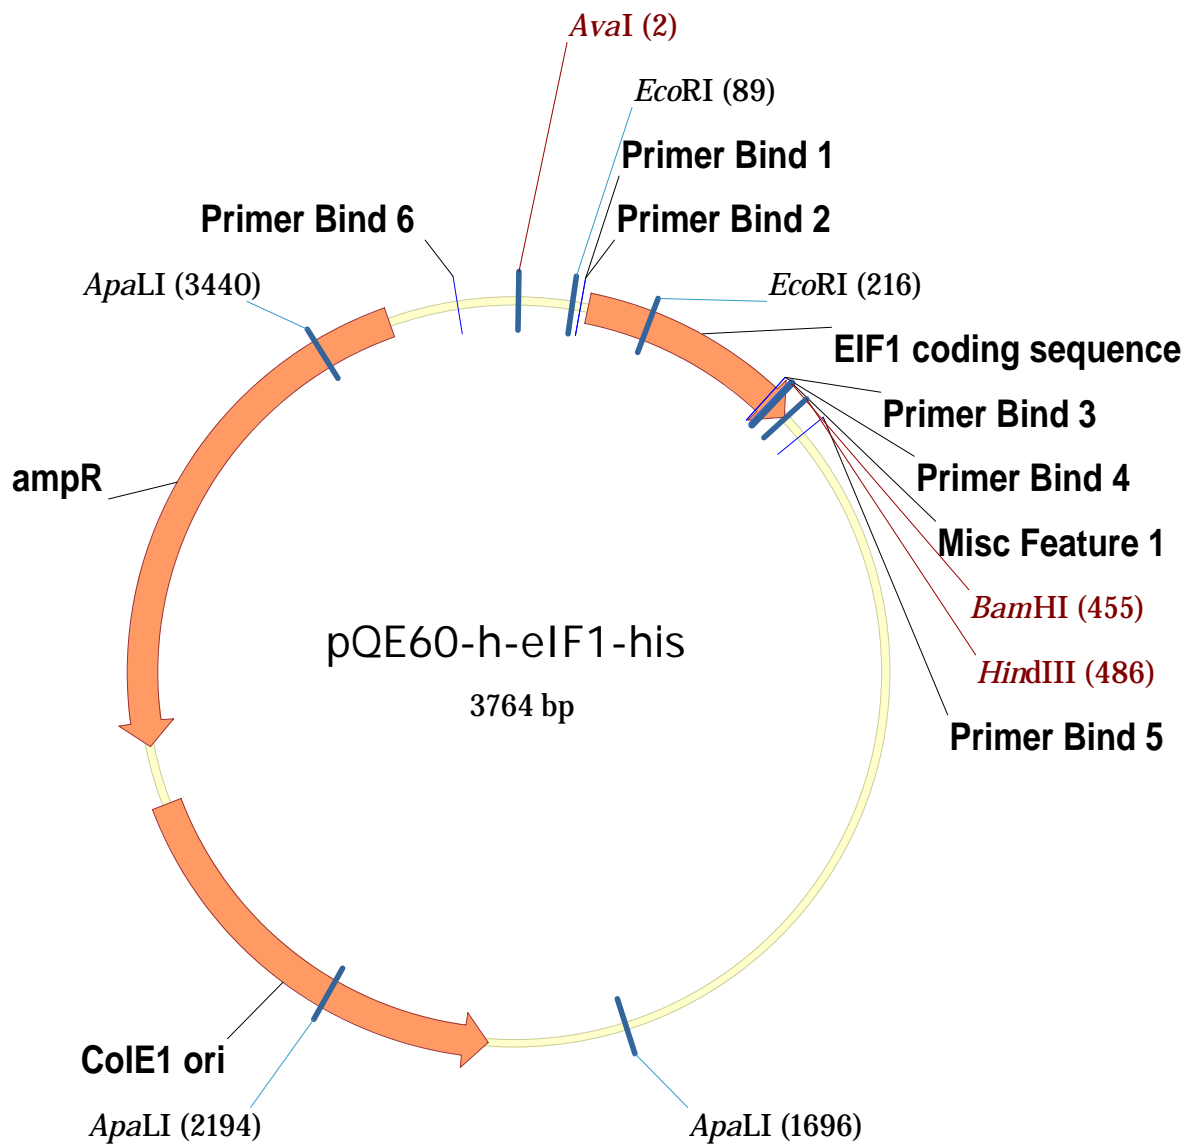 AvaI (2)
EcoRI (89)
Primer Bind 1
Primer Bind 6
Primer Bind 2
ApaLI (3440)
EcoRI (216)
EIF1 coding sequence
Primer Bind 3
ampR
Primer Bind 4
Misc Feature 1
BamHI (455)
pQE60-h-eIF1-his
HindIII (486)
3764 bp
Primer Bind 5
ColE1 ori
ApaLI (2194)
ApaLI (1696)